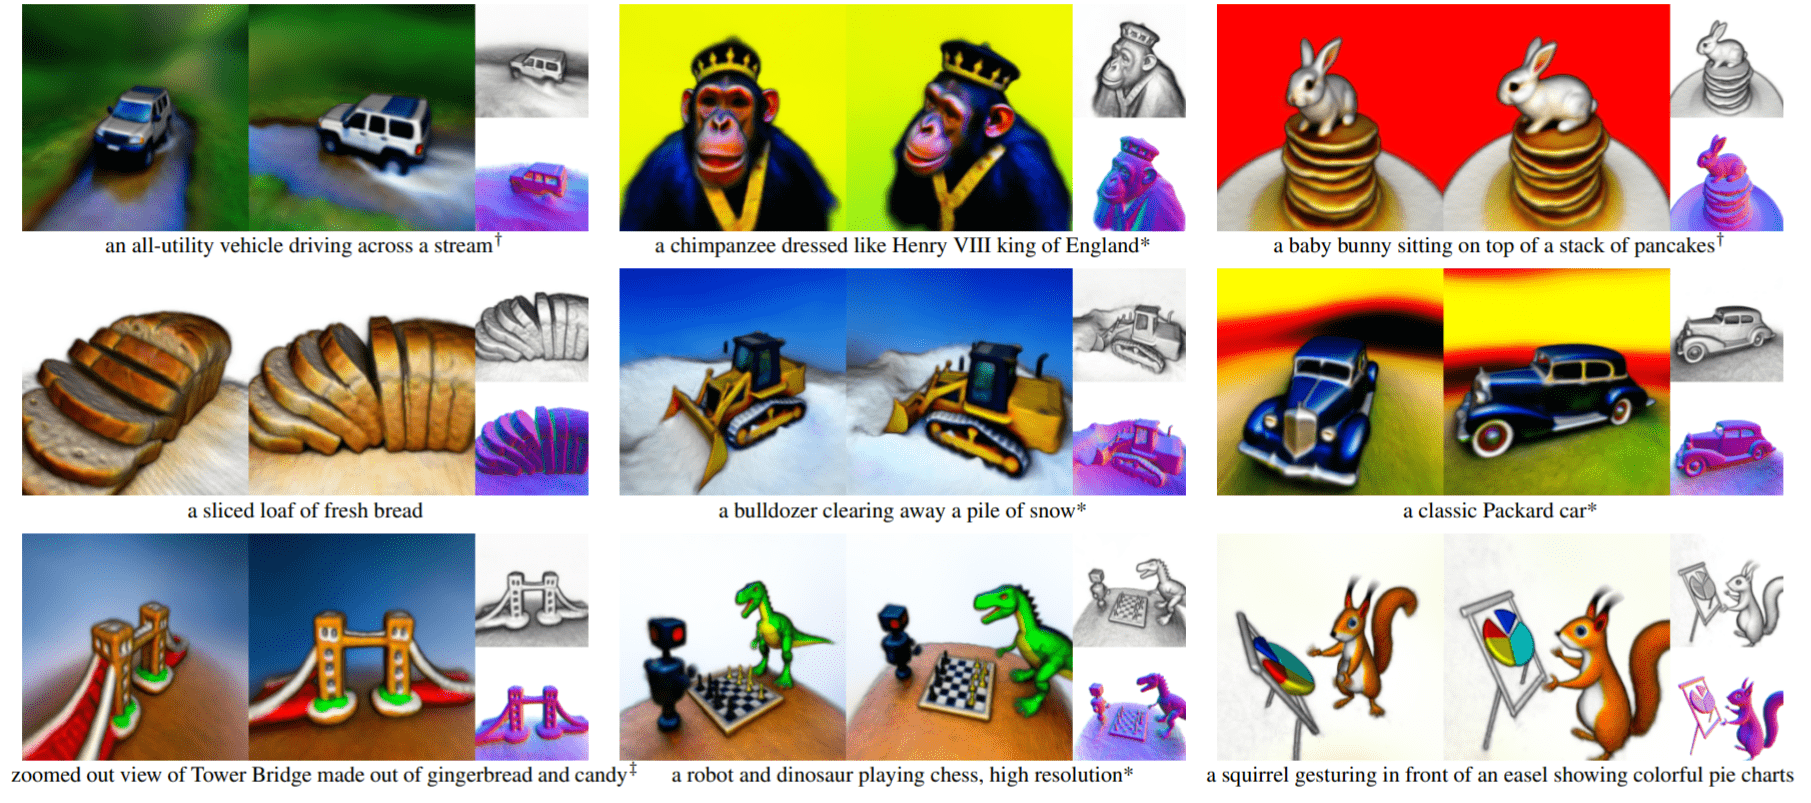 an all-utility vehicle driving across a stream†
a chimpanzee dressed like Henry VIII king of England*
a baby bunny sitting on top of a stack of pancakes†
a sliced loaf of fresh bread
a bulldozer clearing away a pile of snow*
a classic Packard car*
zoomed out view of Tower Bridge made out of gingerbread and candy‡
a robot and dinosaur playing chess, high resolution*
a squirrel gesturing in front of an easel showing colorful pie charts